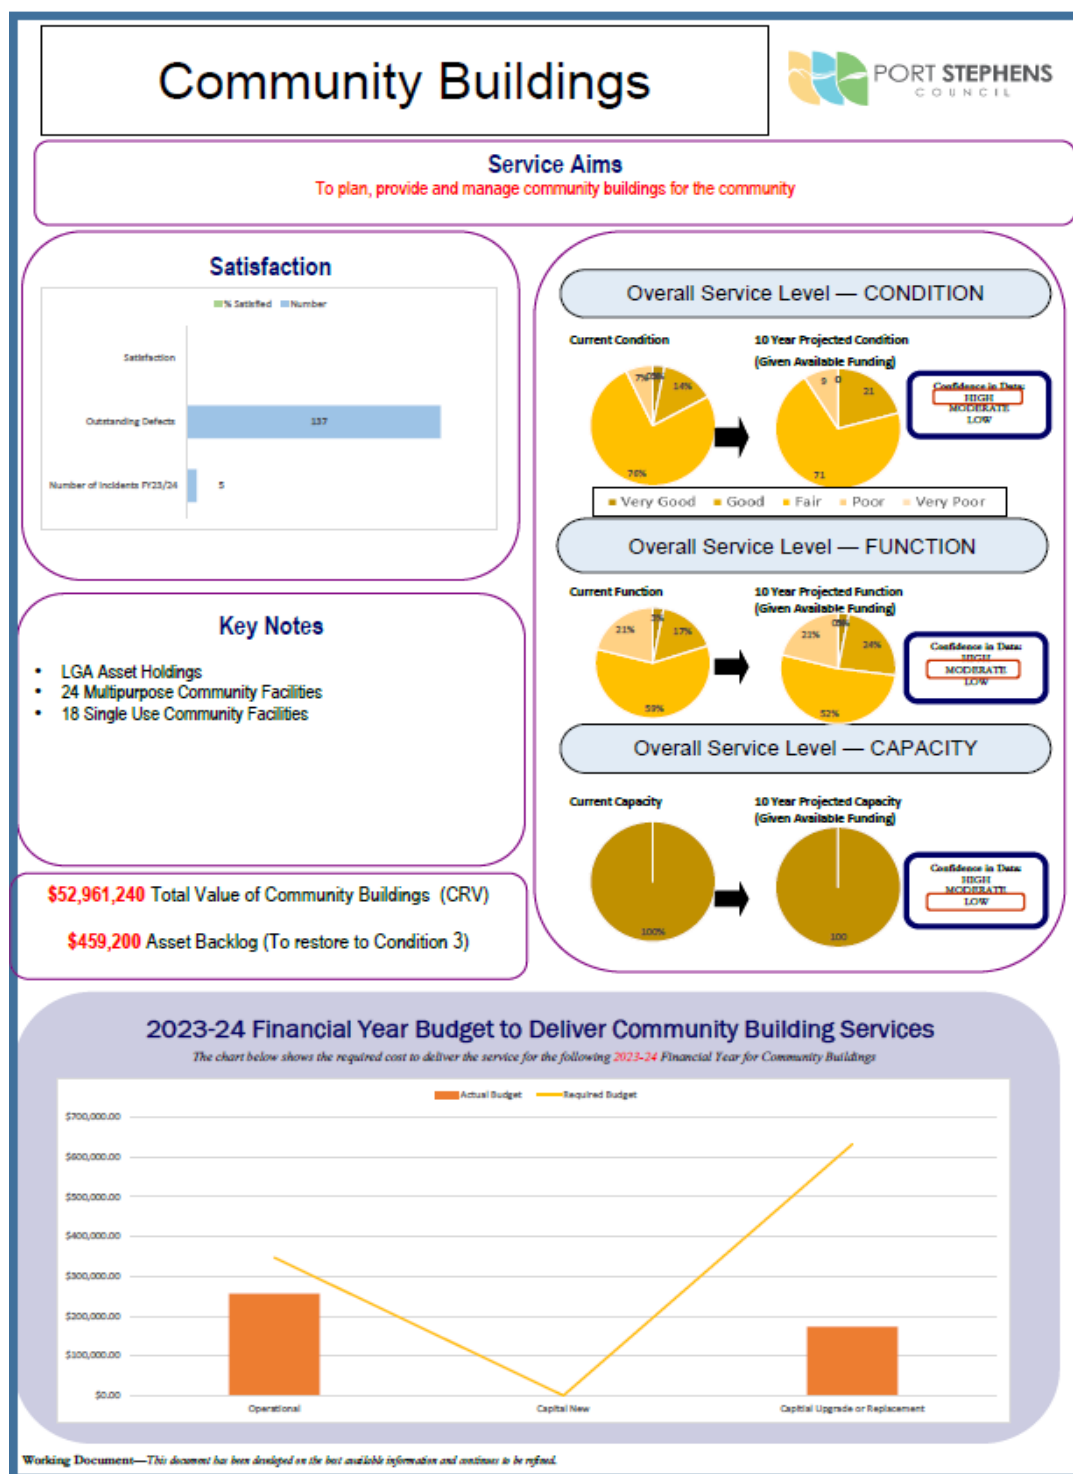 Community Buildings
PORT STEPHENS
COUNCIL
Service Aims
To plan, provide and manage community buildings for the community
Satisfaction
% Satisfied Number
Satisfaction
Outstanding Defects
137
Number of Incidents FY23/24
5
Key Notes
• LGA Asset Holdings
• 24 Multipurpose Community Facilities
• 18 Single Use Community Facilities
$52,961,240 Total Value of Community Buildings (CRV)
$459,200 Asset Backlog (To restore to Condition 3)
Overall Service Level — CONDITION
Current Condition
7%
14%
76%
10 Year Projected Condition
(Given Available Funding)
9
0
21
71
Confidence in Data:
HIGH
MODERATE
LOW
Very Good Good Fair Poor Very Poor
Overall Service Level — FUNCTION
Current Function
21%
3%
17%
59%
10 Year Projected Function
(Given Available Funding)
21%
24%
52%
Confidence in Data:
HIGH
MODERATE
LOW
Overall Service Level — CAPACITY
Current Capacity
100%
10 Year Projected Capacity
(Given Available Funding)
100
Confidence in Data:
HIGH
MODERATE
LOW
2023-24 Financial Year Budget to Deliver Community Building Services
The chart below shows the required cost to deliver the service for the following 2023-24 Financial Year for Community Buildings
Actual Budget Required Budget
$700,000.00
$600,000.00
$500,000.00
$400,000.00
$300,000.00
$200,000.00
$100,000.00
$0.00
Operational
Capital New
Capitial Upgrade or Replacement
Working Document—This document has been developed on the best available information and continues to be refined.